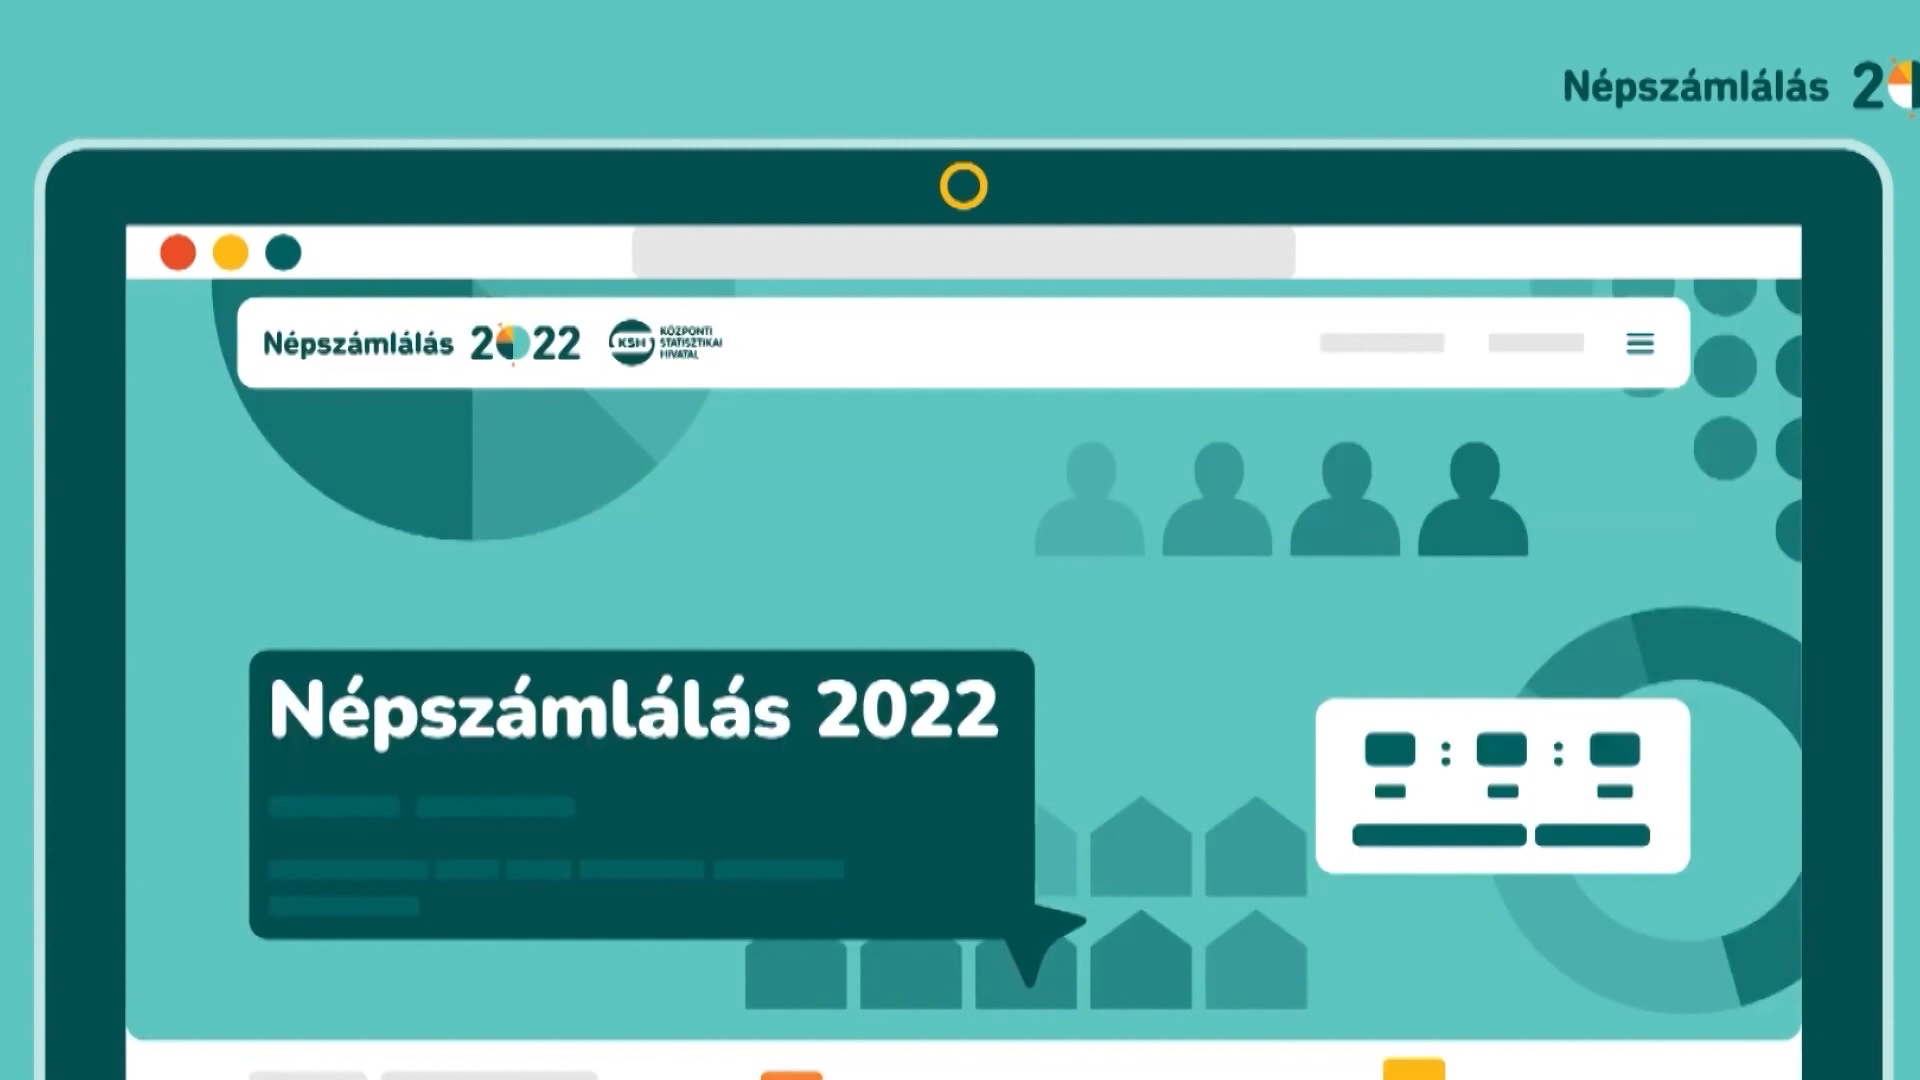 Népszámlálás 2
Népszámlálás 2022
KSH
KÖZPONTI
STATISZTIKAI
HIVATAL
Népszámlálás 2022